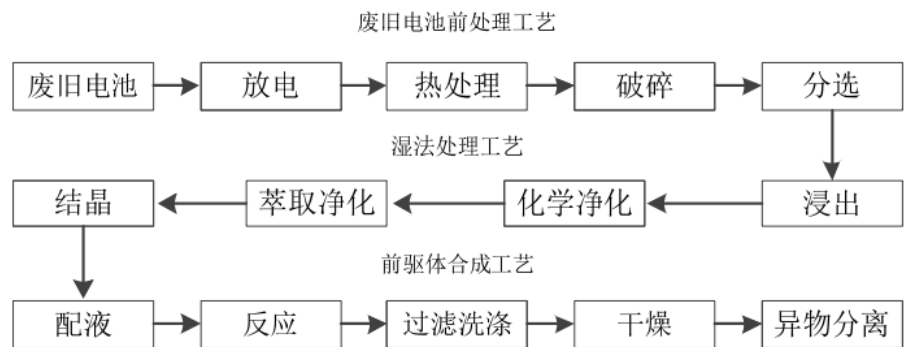 废旧电池前处理工艺
废旧电池 放电 热处理 破碎 分选
湿法处理工艺
结晶 萃取净化 化学净化 浸出
前驱体合成工艺
配液 反应 过滤洗涤 干燥 异物分离